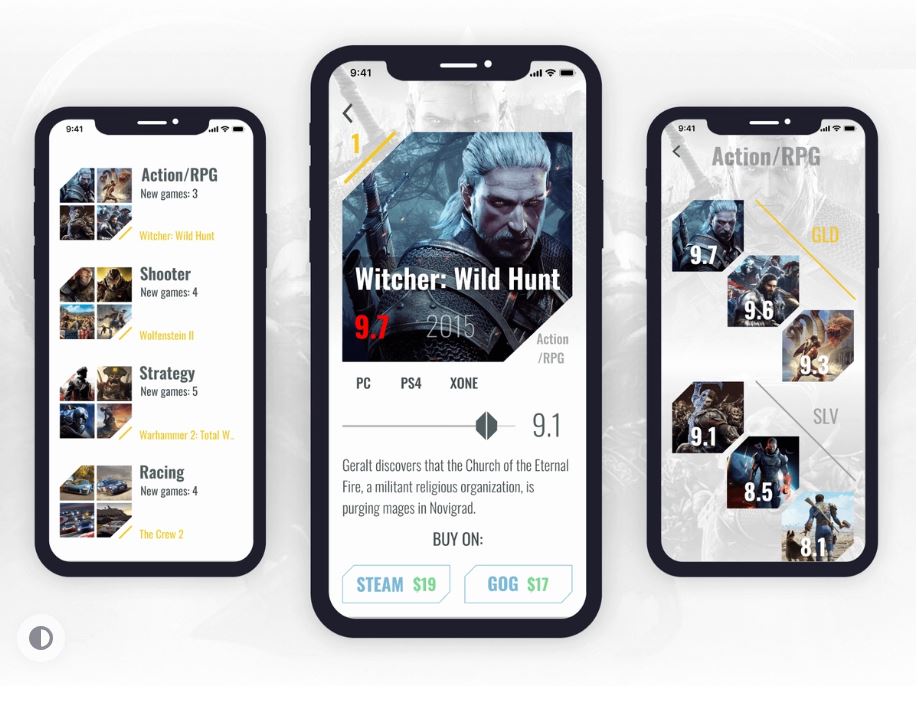 9:41
Action/RPG
New games: 3
Witcher: Wild Hunt
Shooter
New games: 4
Wolfenstein II
Strategy
New games: 5
Warhammer 2: Total W..
Racing
New games: 4
The Crew 2
9:41
1
Witcher: Wild Hunt
9.7 2015
Action
/RPG
PC PS4 XONE
9.1
Geralt discovers that the Church of the Eternal
Fire, a militant religious organization, is
purging mages in Novigrad.
BUY ON:
STEAM $19 GOG $17
9:41
Action/RPG
GLD
9.7
9.6
9.3
SLV
9.1
8.5
8.1